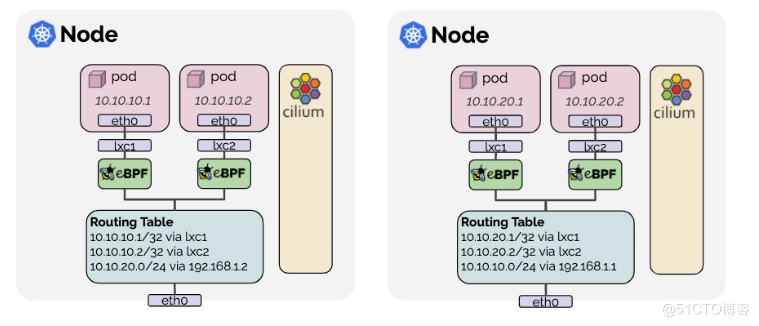 Node
pod
10.10.10.1
eth0
lxc1
eBPF
pod
10.10.10.2
eth0
lxc2
eBPF
cilium
Routing Table
10.10.10.1/32 via lxc1
10.10.10.2/32 via lxc2
10.10.20.0/24 via 192.168.1.2
eth0
Node
pod
10.10.20.1
eth0
lxc1
eBPF
pod
10.10.20.2
eth0
lxc2
eBPF
cilium
Routing Table
10.10.20.1/32 via lxc1
10.10.20.2/32 via lxc2
10.10.10.0/24 via 192.168.1.1
eth0
@51CTO博客